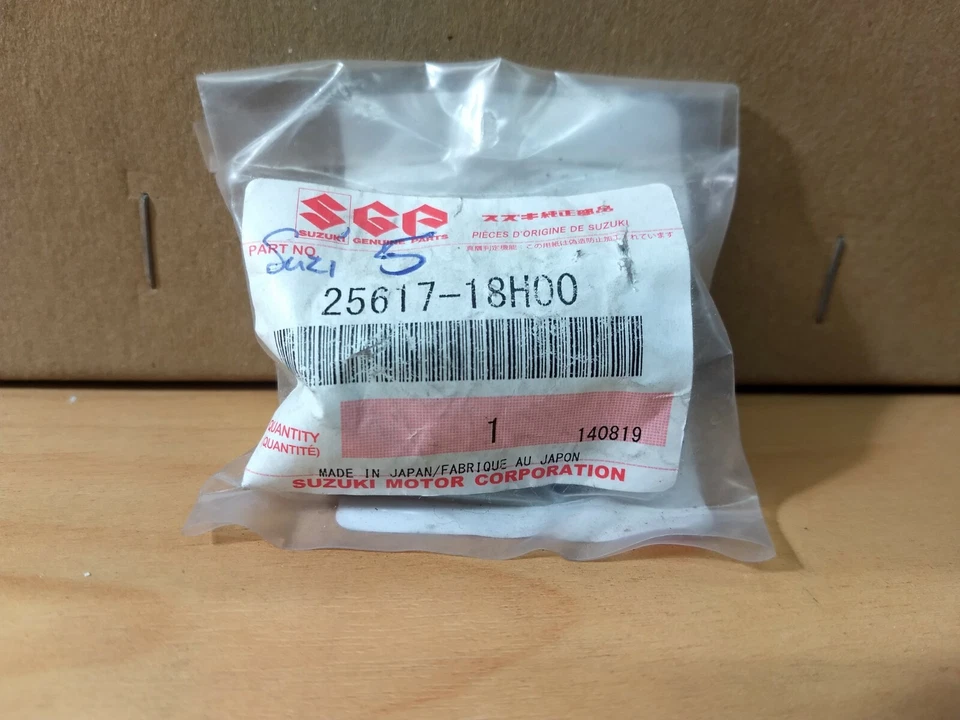 SGP
スズキ純正部品
SUZUKI GENUINE PARTS
PIÈCES D'ORIGINE DE SUZUKI
PART NO
Suzi 5
25617-18H00
QUANTITY
QUANTITÉ)
1
140819
MADE IN JAPAN/FABRIQUE AU JAPON
SUZUKI MOTOR CORPORATION